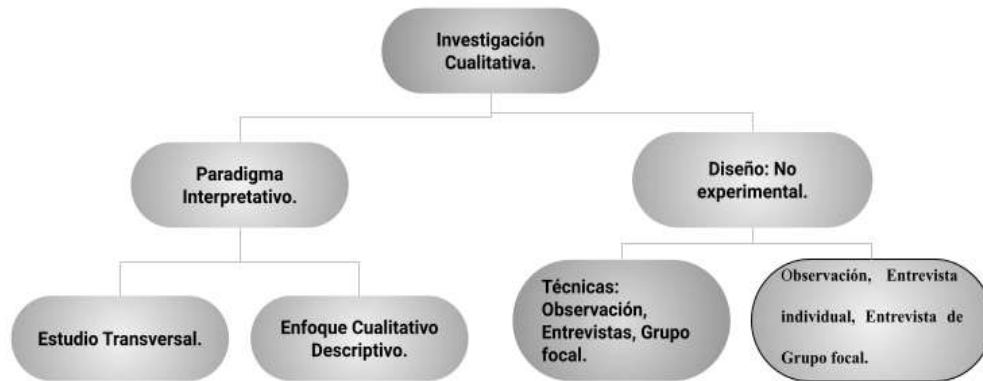 Investigación
Cualitativa.
Paradigma
Interpretativo.
Diseño: No
experimental.
Estudio Transversal.
Enfoque Cualitativo
Descriptivo.
Técnicas:
Observación,
Entrevistas, Grupo
focal.
Observación, Entrevista
individual, Entrevista de
Grupo focal.